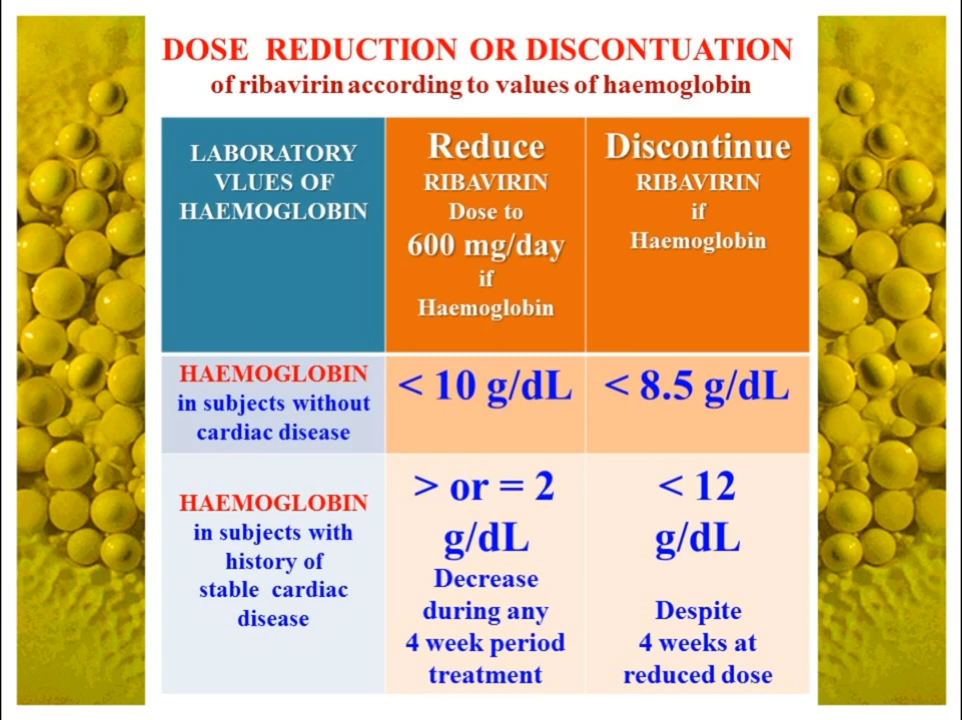 DOSE REDUCTION OR DISCONTUATION
of ribavirin according to values of haemoglobin
LABORATORY
VLUES OF
HAEMOGLOBIN
Reduce
RIBAVIRIN
Dose to
600 mg/day
if
Haemoglobin
Discontinue
RIBAVIRIN
if
Haemoglobin
HAEMOGLOBIN
in subjects without
cardiac disease
< 10 g/dL
< 8.5 g/dL
HAEMOGLOBIN
in subjects with
history of
stable cardiac
disease
> or = 2
g/dL
Decrease
during any
4 week period
treatment
< 12
g/dL
Despite
4 weeks at
reduced dose